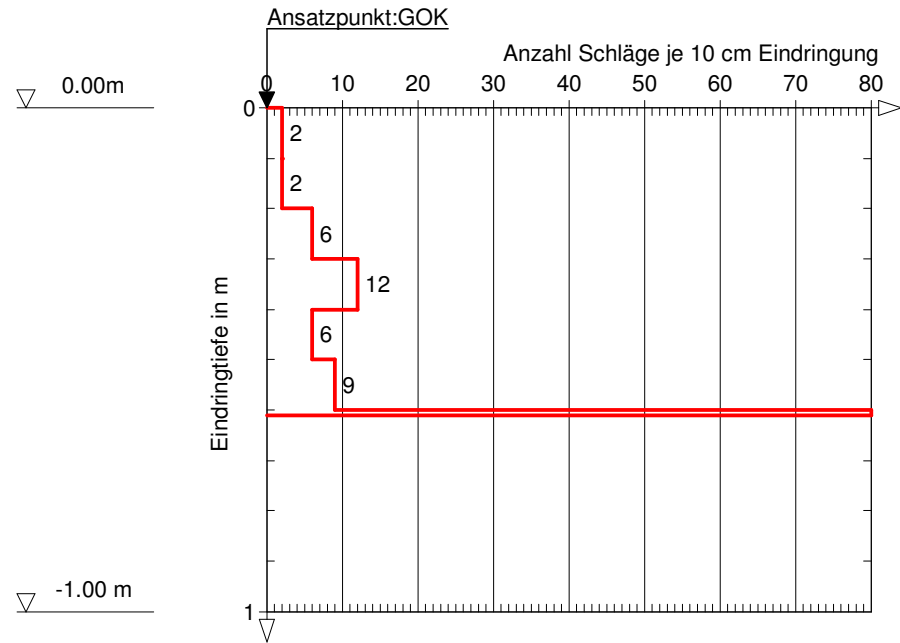 Ansatzpunkt:GOK
Anzahl Schläge je 10 cm Eindringung
0.00m
0 10 20 30 40 50 60 70 80
0
2
2
6
12
6
9
Eindringtiefe in m
-1.00 m
1